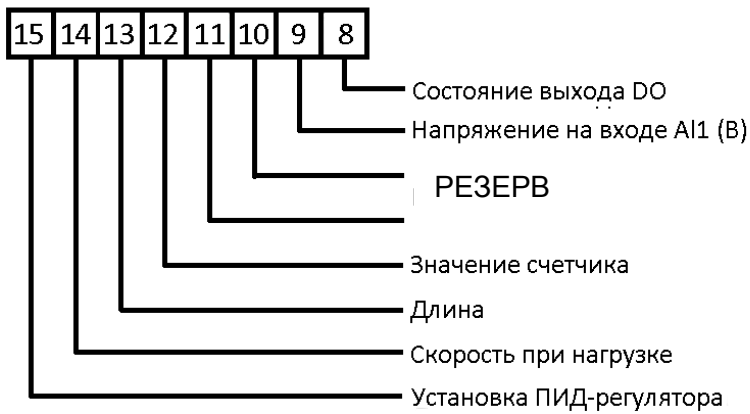 15 14 13 12 11 10 9 8
Состояние выхода DO
Напряжение на входе AI1 (В)
РЕЗЕРВ
Значение счетчика
Длина
Скорость при нагрузке
Установка ПИД-регулятора